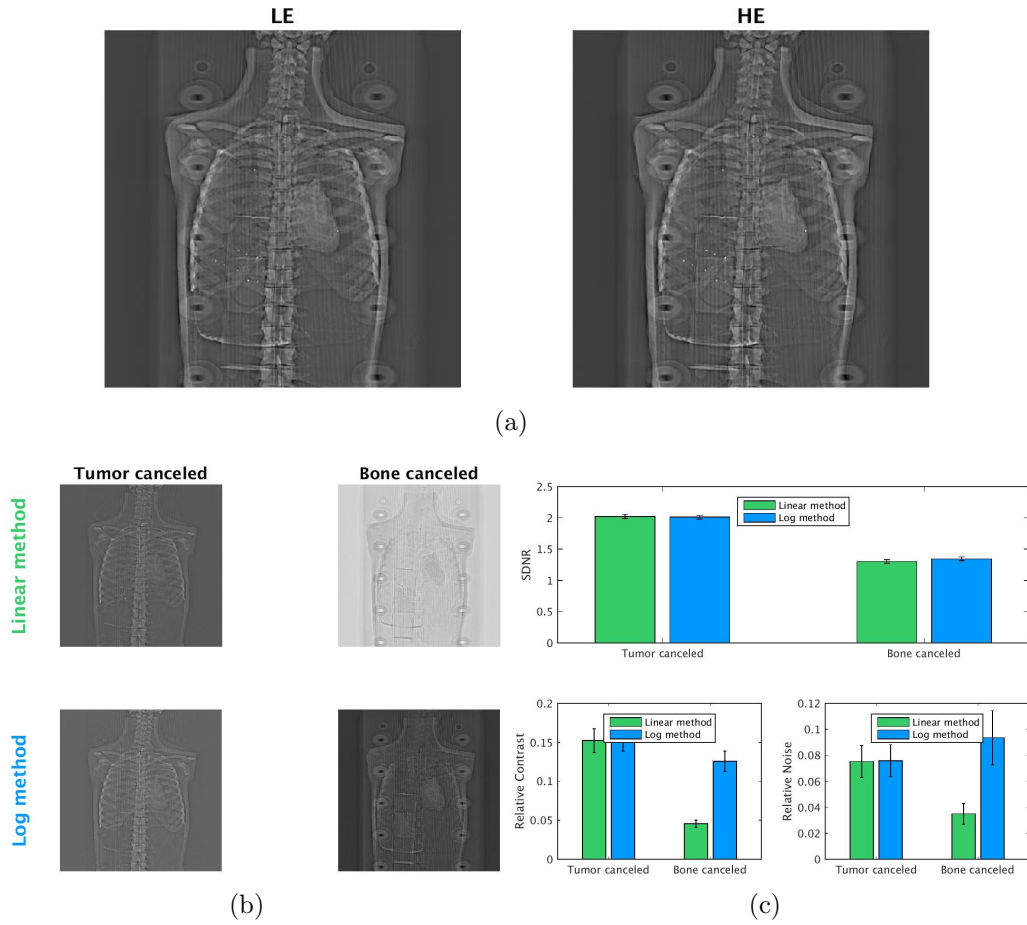 LE
HE
(a)
Tumor canceled
Bone canceled
Linear method
Log method
(b)
2.5
2
1.5
1
0.5
0
SDNR
Linear method
Log method
Tumor canceled
Bone canceled
0.2
0.15
0.1
0.05
0
Relative Contrast
Linear method
Log method
Tumor canceled
Bone canceled
0.12
0.1
0.08
0.06
0.04
0.02
0
Relative Noise
Linear method
Log method
Tumor canceled
Bone canceled
(c)